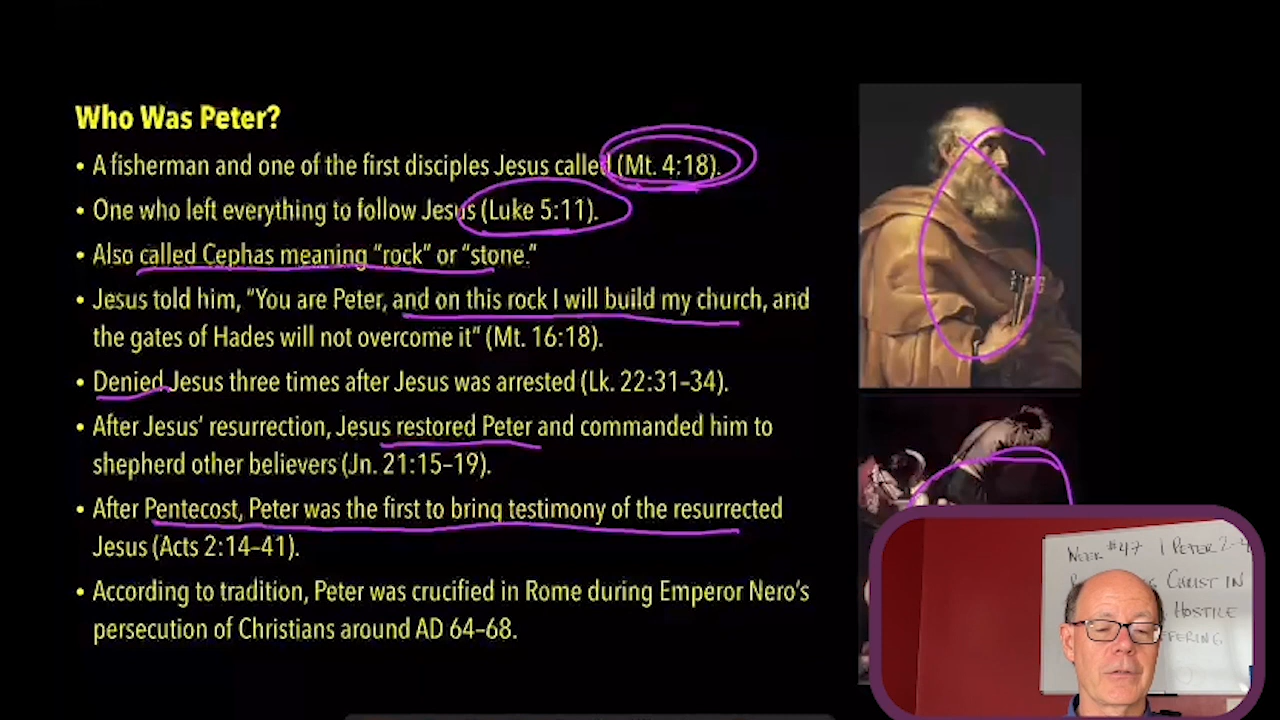 Who Was Peter?
• A fisherman and one of the first disciples Jesus called (Mt. 4:18).
• One who left everything to follow Jesus (Luke 5:11).
• Also called Cephas meaning “rock” or “stone.”
• Jesus told him, “You are Peter, and on this rock I will build my church, and
the gates of Hades will not overcome it” (Mt. 16:18).
• Denied Jesus three times after Jesus was arrested (Lk. 22:31–34).
• After Jesus’ resurrection, Jesus restored Peter and commanded him to
shepherd other believers (Jn. 21:15–19).
• After Pentecost, Peter was the first to bring testimony of the resurrected
Jesus (Acts 2:14–41).
• According to tradition, Peter was crucified in Rome during Emperor Nero’s
persecution of Christians around AD 64–68.
WEEK #47 1 PETER 2-4
CHRIST IN
HOSTILE